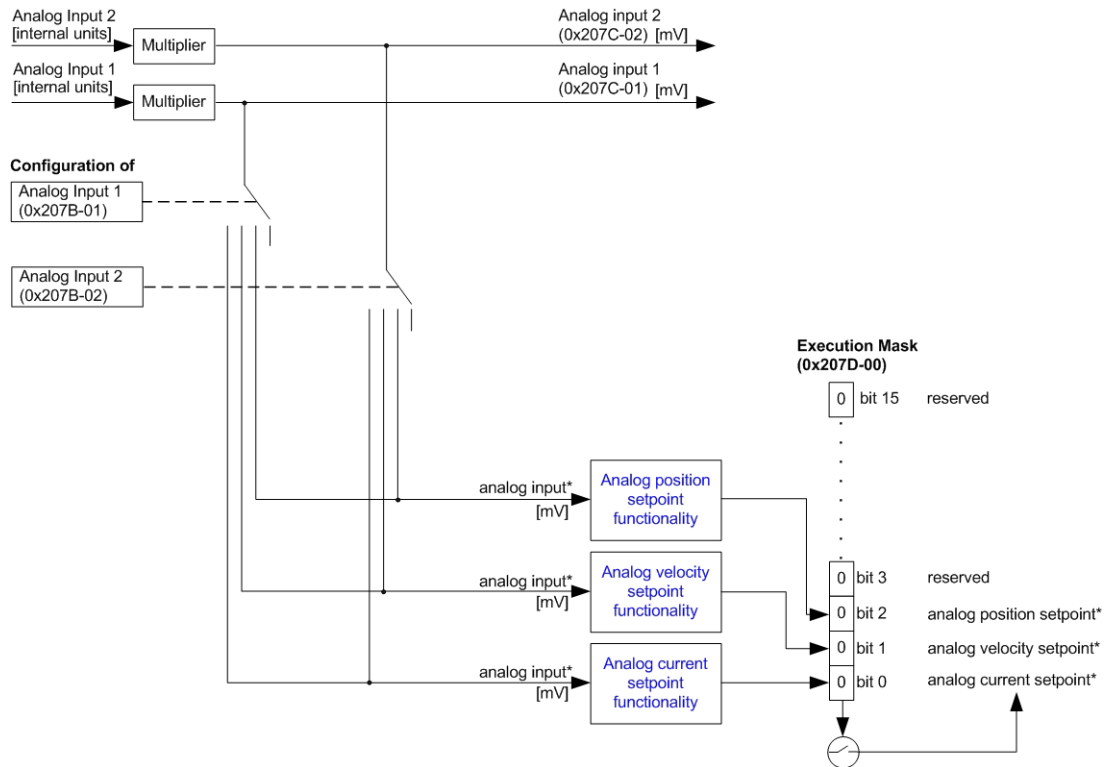 Analog Input 2
[internal units]
Multiplier
Analog input 2
(0x207C-02) [mV]
Analog Input 1
[internal units]
Multiplier
Analog input 1
(0x207C-01) [mV]
Configuration of
Analog Input 1
(0x207B-01)
Analog Input 2
(0x207B-02)
Execution Mask
(0x207D-00)
0 bit 15 reserved
analog input*
[mV]
Analog position
setpoint
functionality
analog input*
[mV]
Analog velocity
setpoint
functionality
analog input*
[mV]
Analog current
setpoint
functionality
0 bit 3 reserved
0 bit 2 analog position setpoint*
0 bit 1 analog velocity setpoint*
0 bit 0 analog current setpoint*